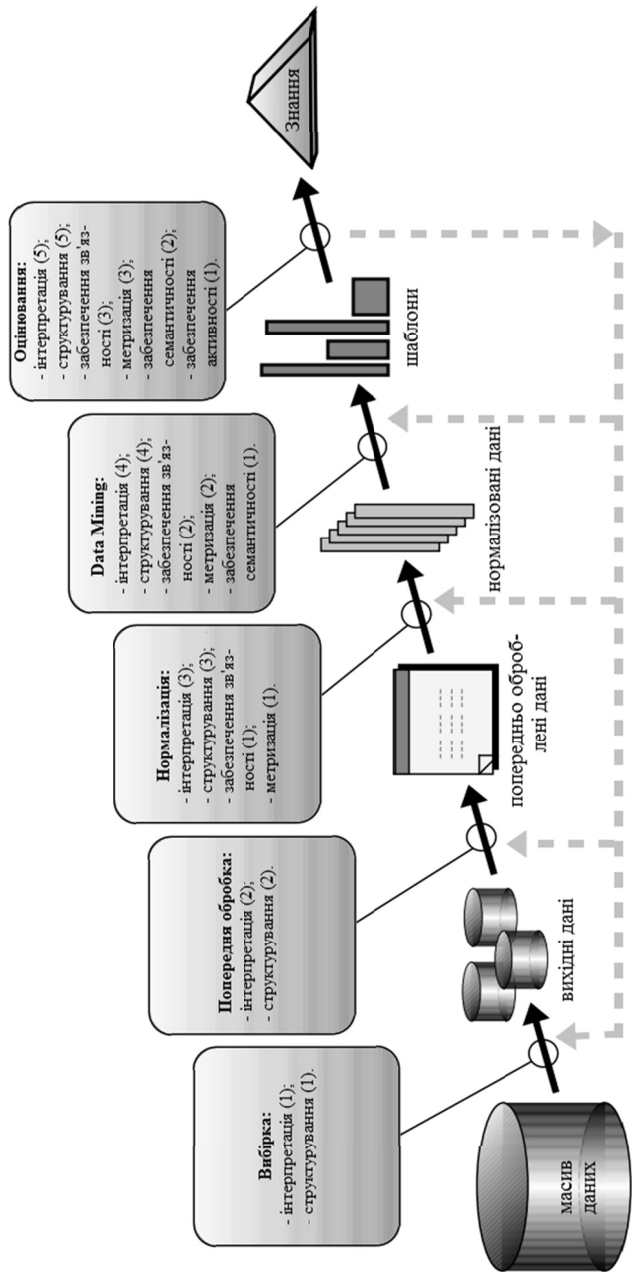 Вибірка:
- інтерпретація (1);
- структурування (1).
Попередня обробка:
- інтерпретація (2);
- структурування (2).
Нормалізація:
- інтерпретація (3);
- структурування (3);
- забезпечення зв'яз-
ності (1);
- метризація (1).
Data Mining:
- інтерпретація (4);
- структурування (4);
- забезпечення зв'яз-
ності (2);
- метризація (2);
- забезпечення
семантичності (1).
Оцінювання:
- інтерпретація (5);
- структурування (5);
- забезпечення зв'яз-
ності (3);
- метризація (3);
- забезпечення
семантичності (2);
- забезпечення
активності (1).
масив
даних
вихідні дані
попередньо оброб-
лені дані
нормалізовані дані
шаблони
Знання